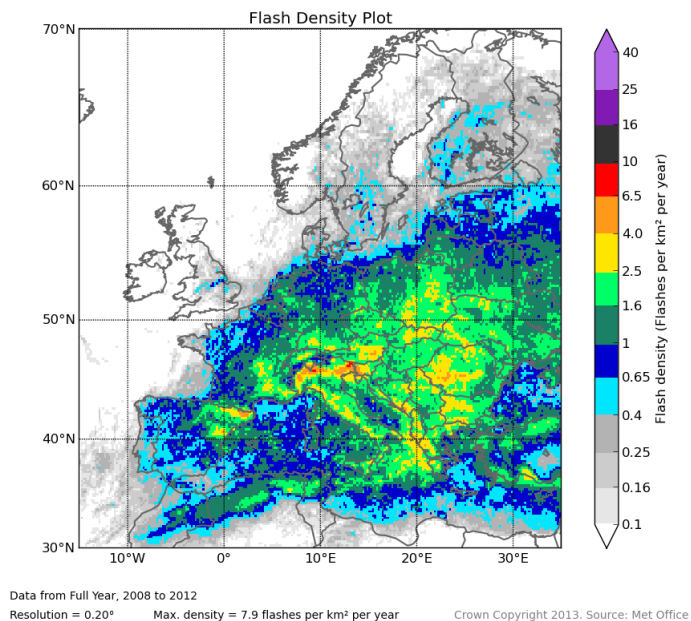 Flash Density Plot
70°N
60°N
50°N
40°N
30°N
10°W
0°
10°E
20°E
30°E
40
25
16
10
6.5
4.0
2.5
1.6
1
0.65
0.4
0.25
0.16
0.1
Flash density (Flashes per km² per year)
Data from Full Year, 2008 to 2012
Resolution = 0.20° Max. density = 7.9 flashes per km² per year Crown Copyright 2013. Source: Met Office